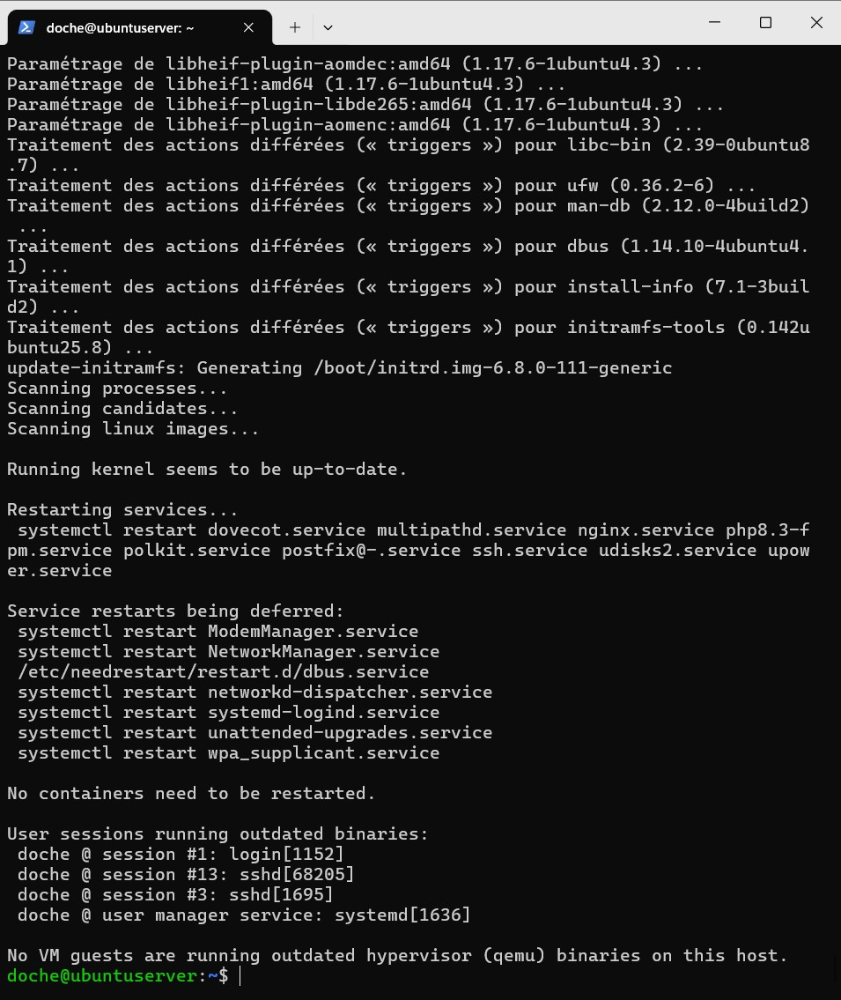 doche@ubuntuserver: ~
Paramétrage de libheif-plugin-aomdec:amd64 (1.17.6-1ubuntu4.3) ...
Paramétrage de libheif1:amd64 (1.17.6-1ubuntu4.3) ...
Paramétrage de libheif-plugin-libde265:amd64 (1.17.6-1ubuntu4.3) ...
Paramétrage de libheif-plugin-aomenc:amd64 (1.17.6-1ubuntu4.3) ...
Traitement des actions différées (« triggers ») pour libc-bin (2.39-0ubuntu8
.7) ...
Traitement des actions différées (« triggers ») pour ufw (0.36.2-6) ...
Traitement des actions différées (« triggers ») pour man-db (2.12.0-4build2)
 ...
Traitement des actions différées (« triggers ») pour dbus (1.14.10-4ubuntu4.
1) ...
Traitement des actions différées (« triggers ») pour install-info (7.1-3buil
d2) ...
Traitement des actions différées (« triggers ») pour initramfs-tools (0.142u
buntu25.8) ...
update-initramfs: Generating /boot/initrd.img-6.8.0-111-generic
Scanning processes...
Scanning candidates...
Scanning linux images...

Running kernel seems to be up-to-date.

Restarting services...
 systemctl restart dovecot.service multipathd.service nginx.service php8.3-f
pm.service polkit.service postfix@-.service ssh.service udisks2.service upow
er.service

Service restarts being deferred:
 systemctl restart ModemManager.service
 systemctl restart NetworkManager.service
 /etc/needrestart/restart.d/dbus.service
 systemctl restart networkd-dispatcher.service
 systemctl restart systemd-logind.service
 systemctl restart unattended-upgrades.service
 systemctl restart wpa_supplicant.service

No containers need to be restarted.

User sessions running outdated binaries:
 doche @ session #1: login[1152]
 doche @ session #13: sshd[68205]
 doche @ session #3: sshd[1695]
 doche @ user manager service: systemd[1636]

No VM guests are running outdated hypervisor (qemu) binaries on this host.
doche@ubuntuserver:~$